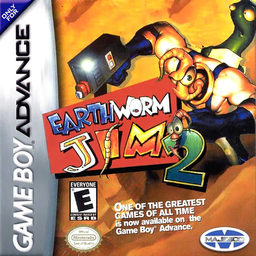 ONLY FOR
GAME BOY ADVANCE
EARTHWORM
JIM 2
EVERYONE
E
ESRB
ONE OF THE GREATEST
GAMES OF ALL TIME
is now available on the
Game Boy® Advance.
Nintendo
MAJESCO